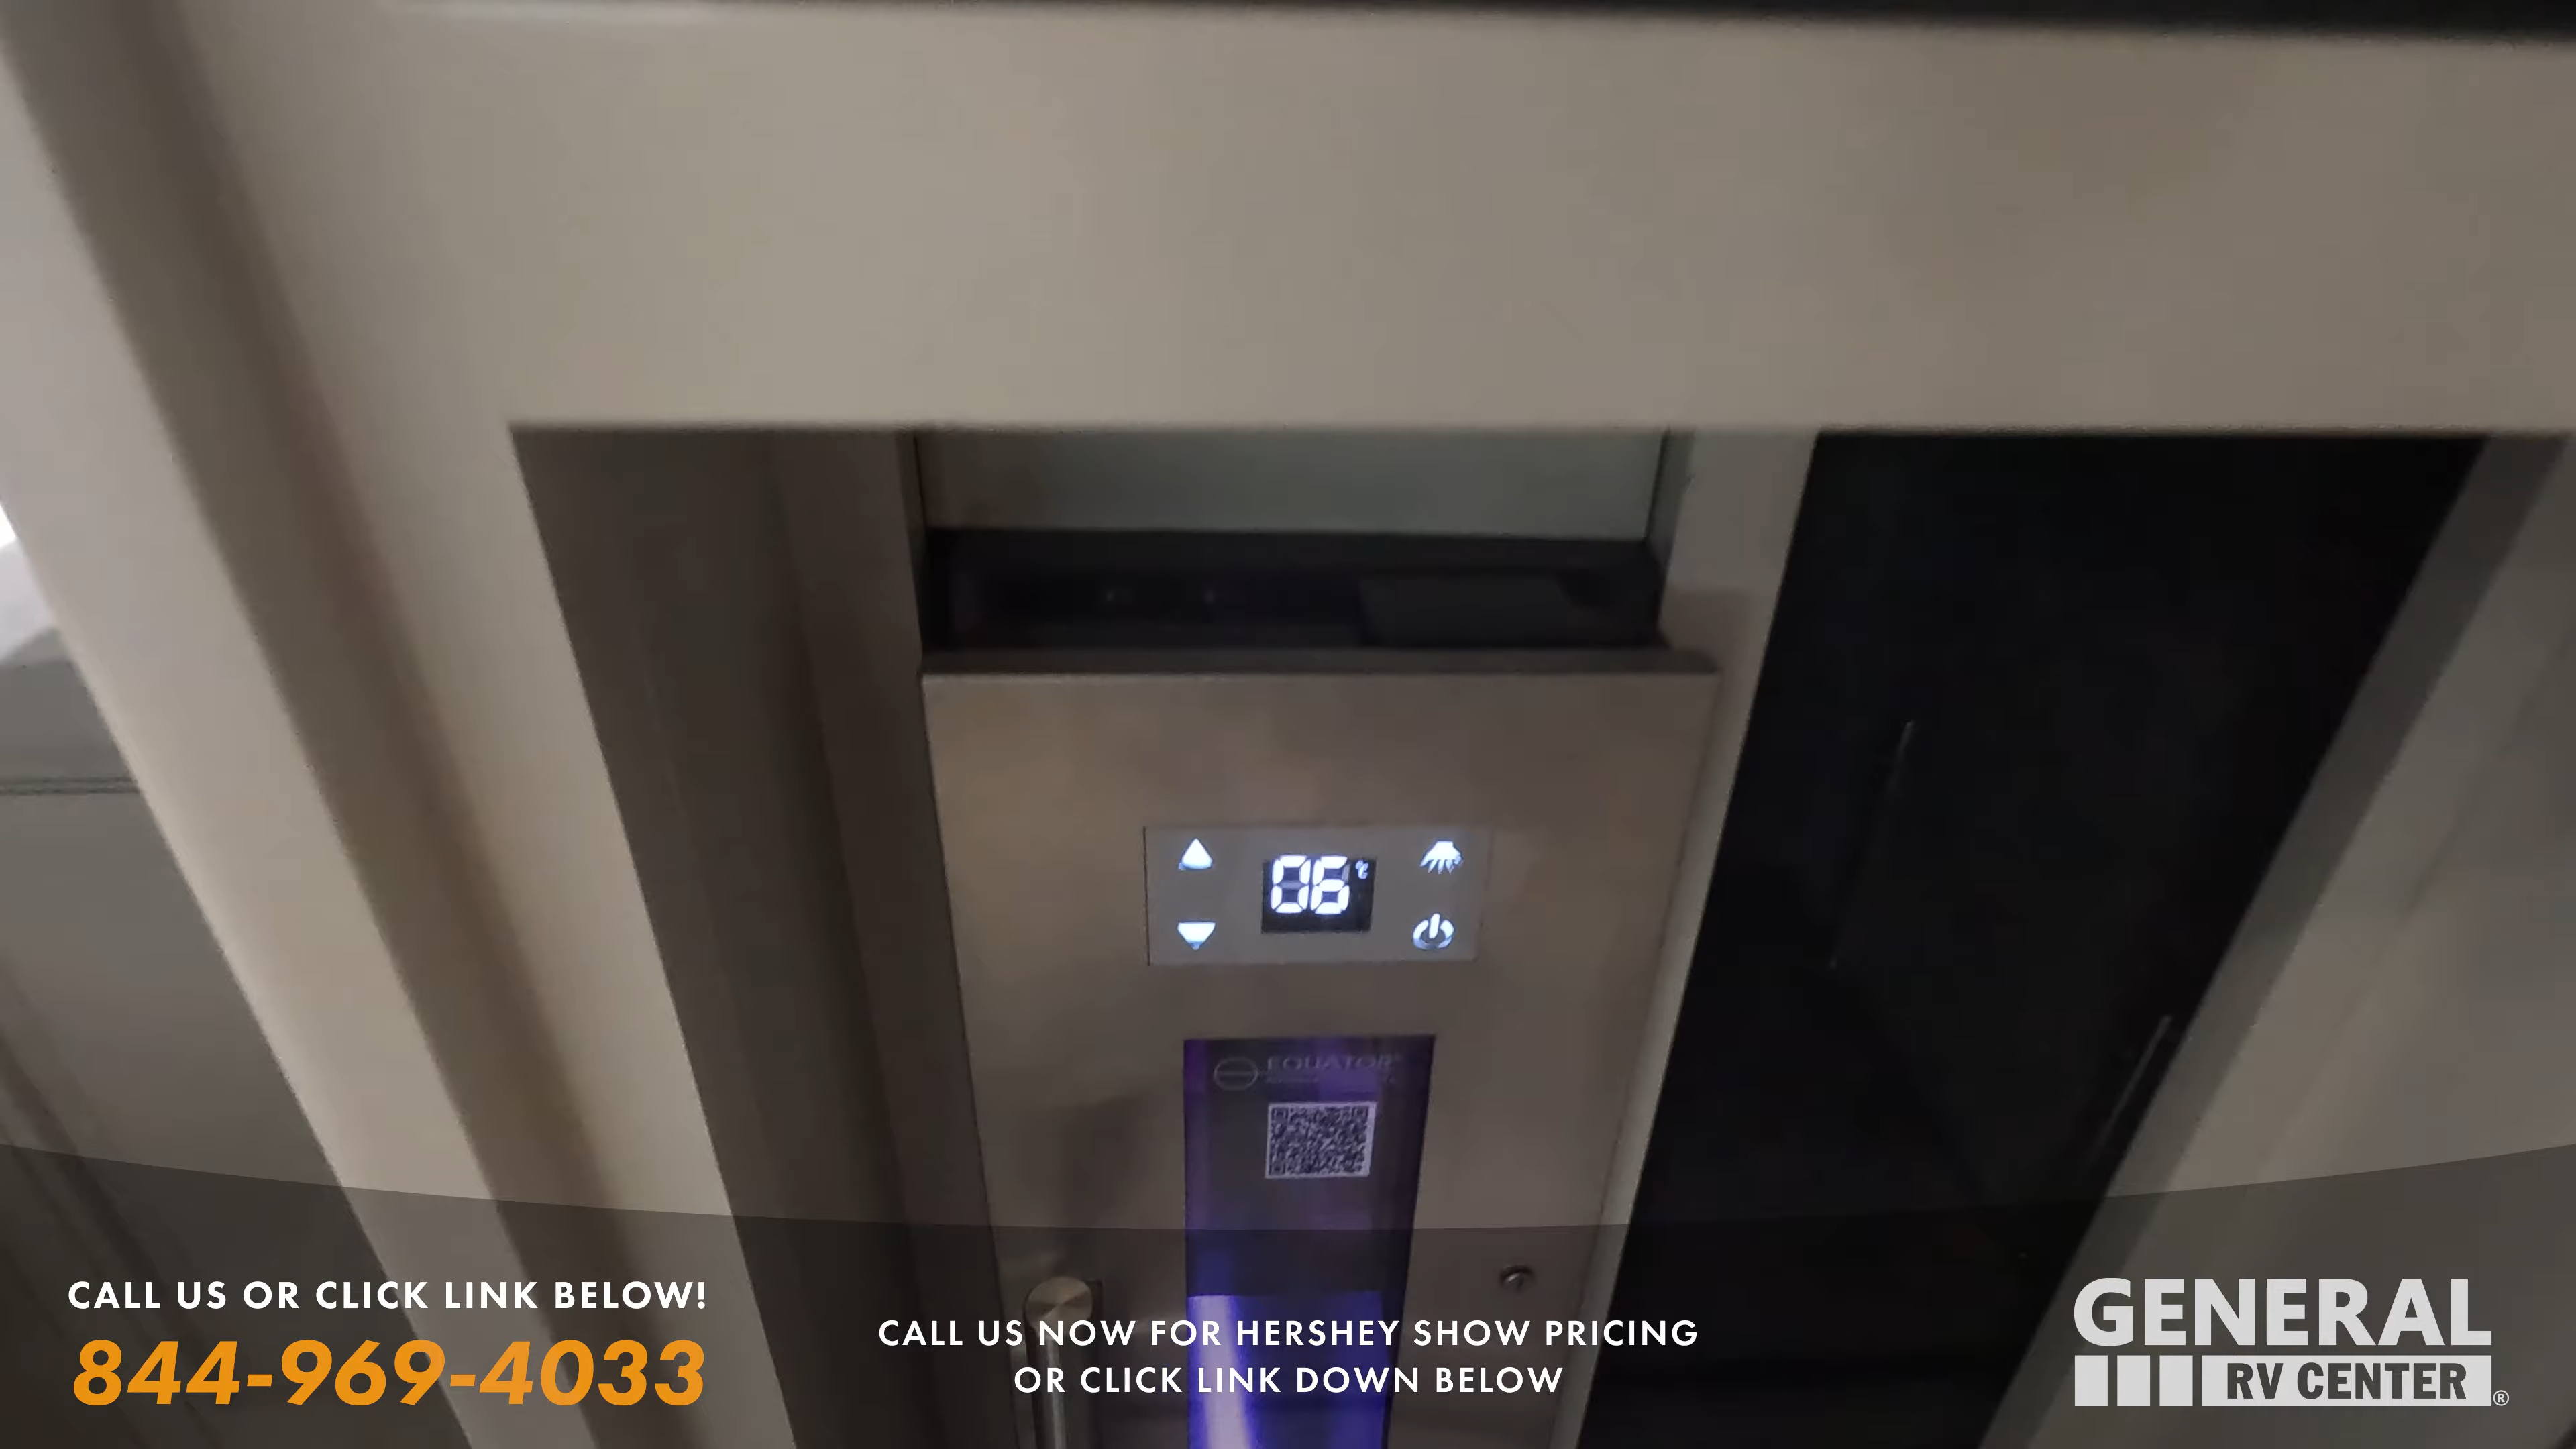 06 °C
EQUATOR
CALL US OR CLICK LINK BELOW!
844-969-4033
CALL US NOW FOR HERSHEY SHOW PRICING
OR CLICK LINK DOWN BELOW
GENERAL
RV CENTER®